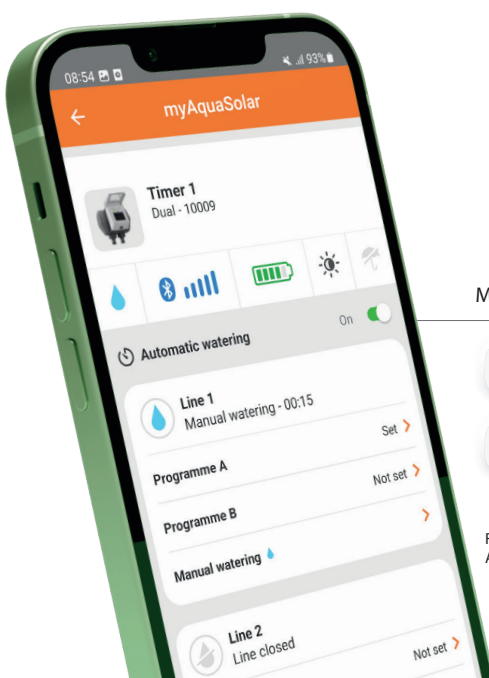 08:54 93%
myAquaSolar
Timer 1
Dual - 10009
Automatic watering On
Line 1
Manual watering - 00:15
Programme A Set
Programme B Not set
Manual watering
Line 2
Line closed
Not set
M
F
A